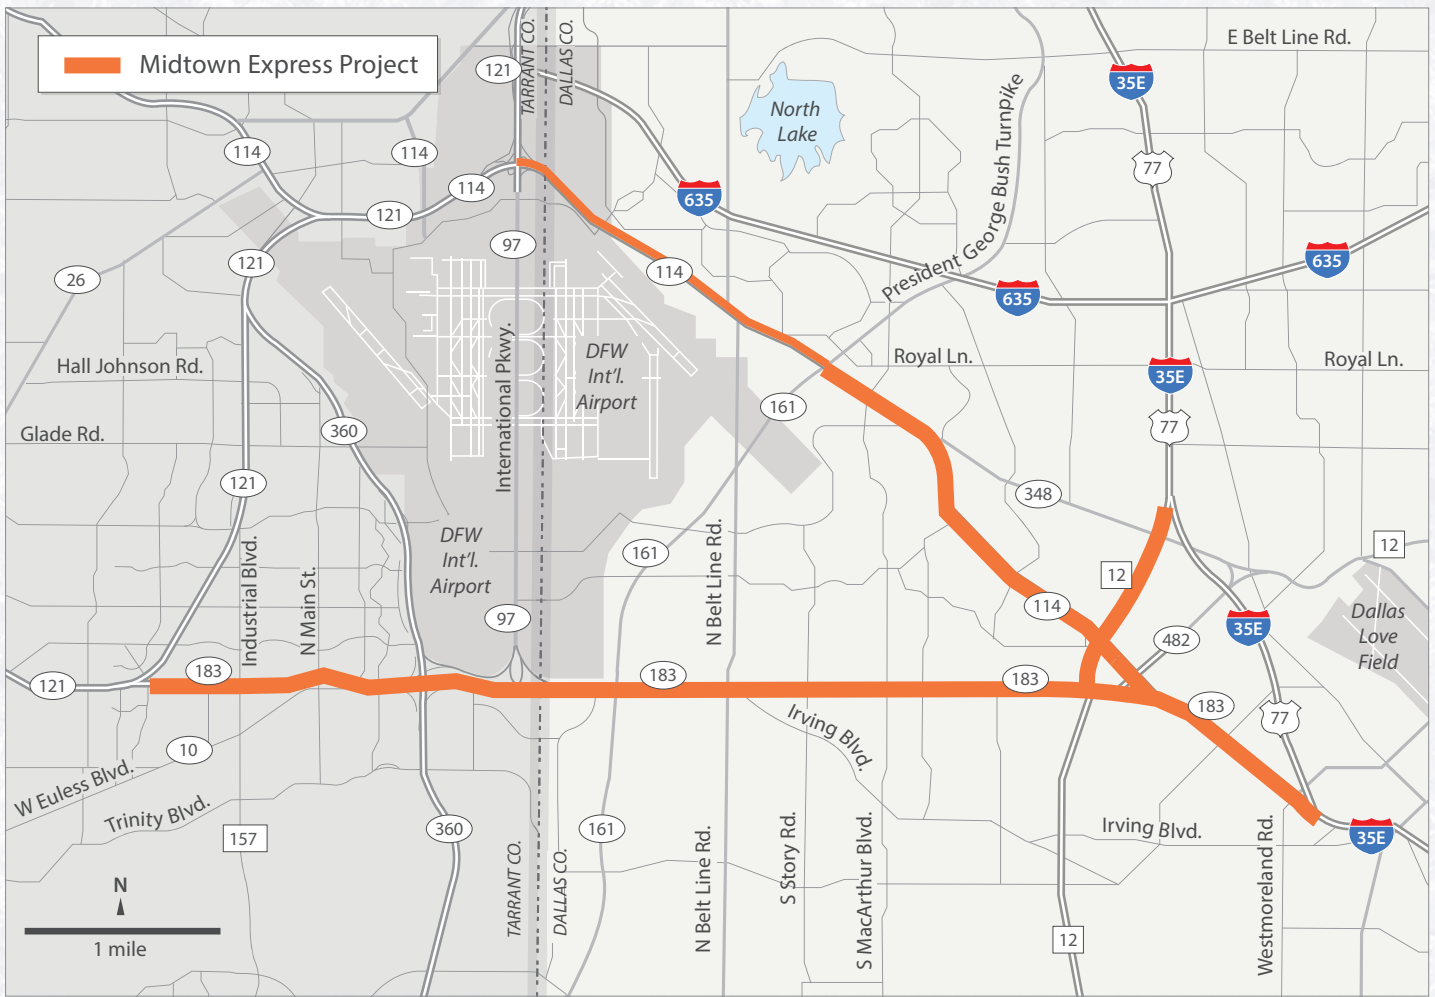 Midtown Express Project
TARRANT CO.
DALLAS CO.
E Belt Line Rd.
121
35E
North
Lake
President George Bush Turnpike
114
114
77
114
635
121
97
121
26
114
635
635
International Pkwy.
Royal Ln.
Royal Ln.
Hall Johnson Rd.
DFW
Int'l.
Airport
35E
161
77
Glade Rd.
360
121
348
DFW
Int'l.
Airport
161
N Belt Line Rd.
12
12
Industrial Blvd.
N Main St.
97
114
Dallas
Love
Field
35E
482
121
183
183
183
183
77
Irving Blvd.
10
W Euless Blvd.
Trinity Blvd.
157
360
161
Irving Blvd.
35E
N
1 mile
TARRANT CO.
DALLAS CO.
N Belt Line Rd.
S Story Rd.
S MacArthur Blvd.
12
Westmoreland Rd.